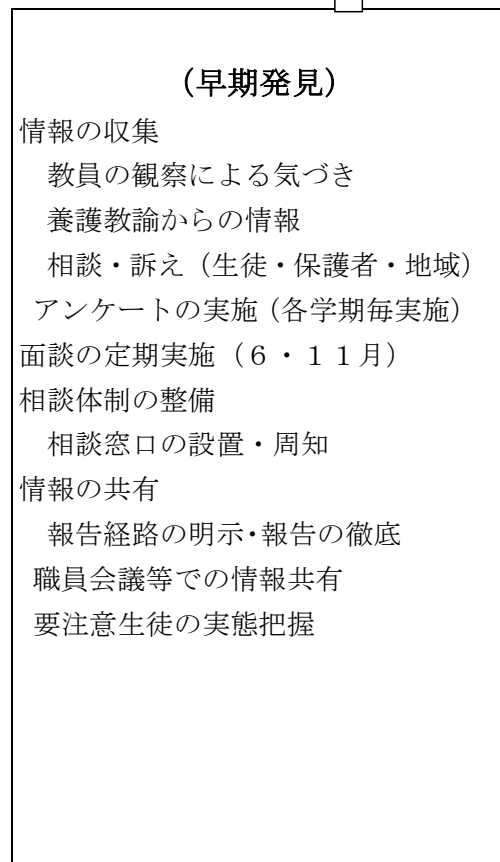 （早期発見）
情報の収集
教員の観察による気づき
養護教諭からの情報
相談・訴え（生徒・保護者・地域）
アンケートの実施（各学期毎実施）
面談の定期実施（６・１１月）
相談体制の整備
相談窓口の設置・周知
情報の共有
報告経路の明示・報告の徹底
職員会議等での情報共有
要注意生徒の実態把握